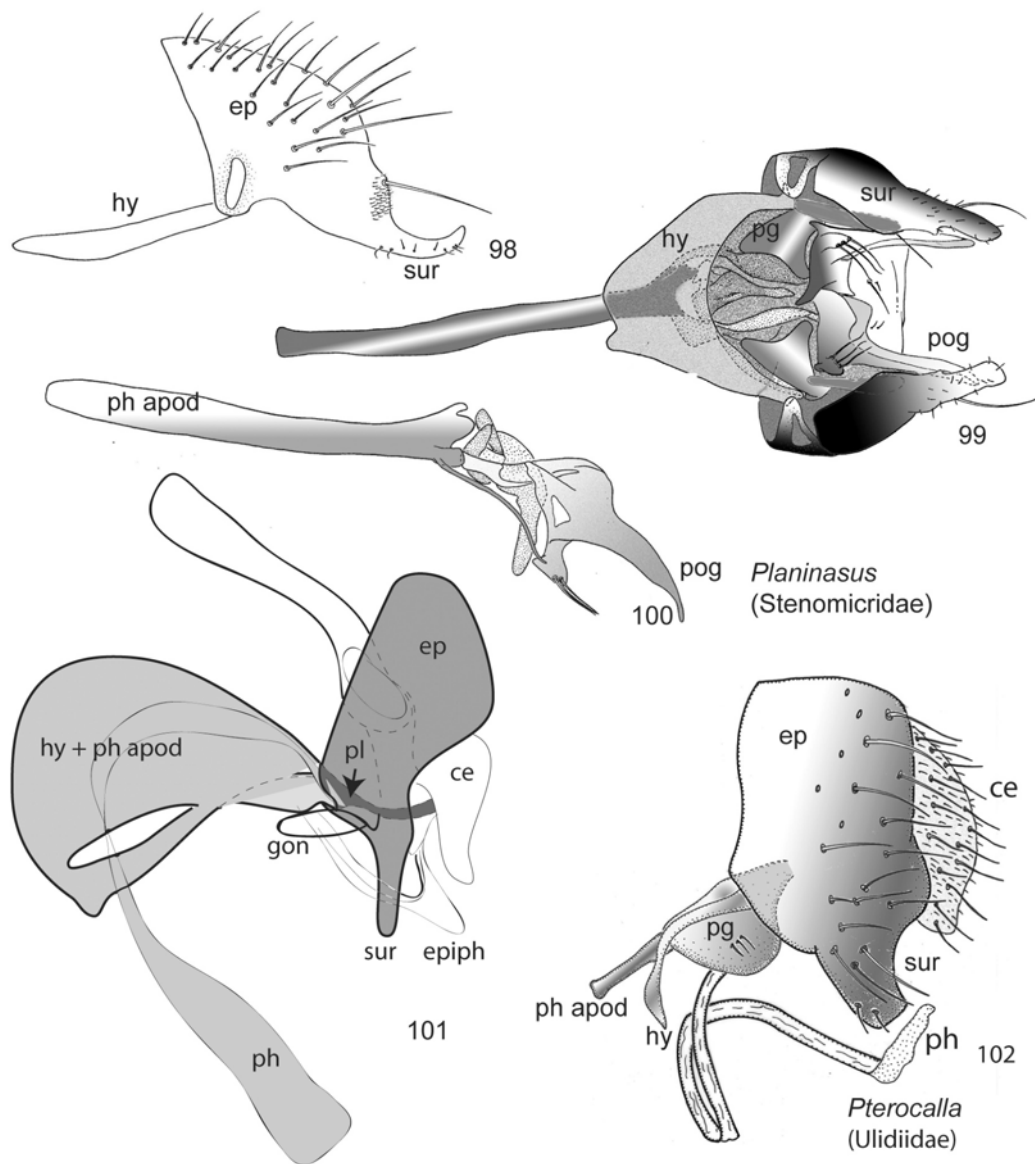 ep
hy
sur
98
sur
hy
pg
pog
99
ph apod
pog
100
Planinasus
(Stenomicridae)
ep
hy + ph apod
pl
ce
gon
sur
epiph
101
ph
ep
ce
pg
sur
ph apod
hy
ph
102
Pterocalla
(Ulidiidae)